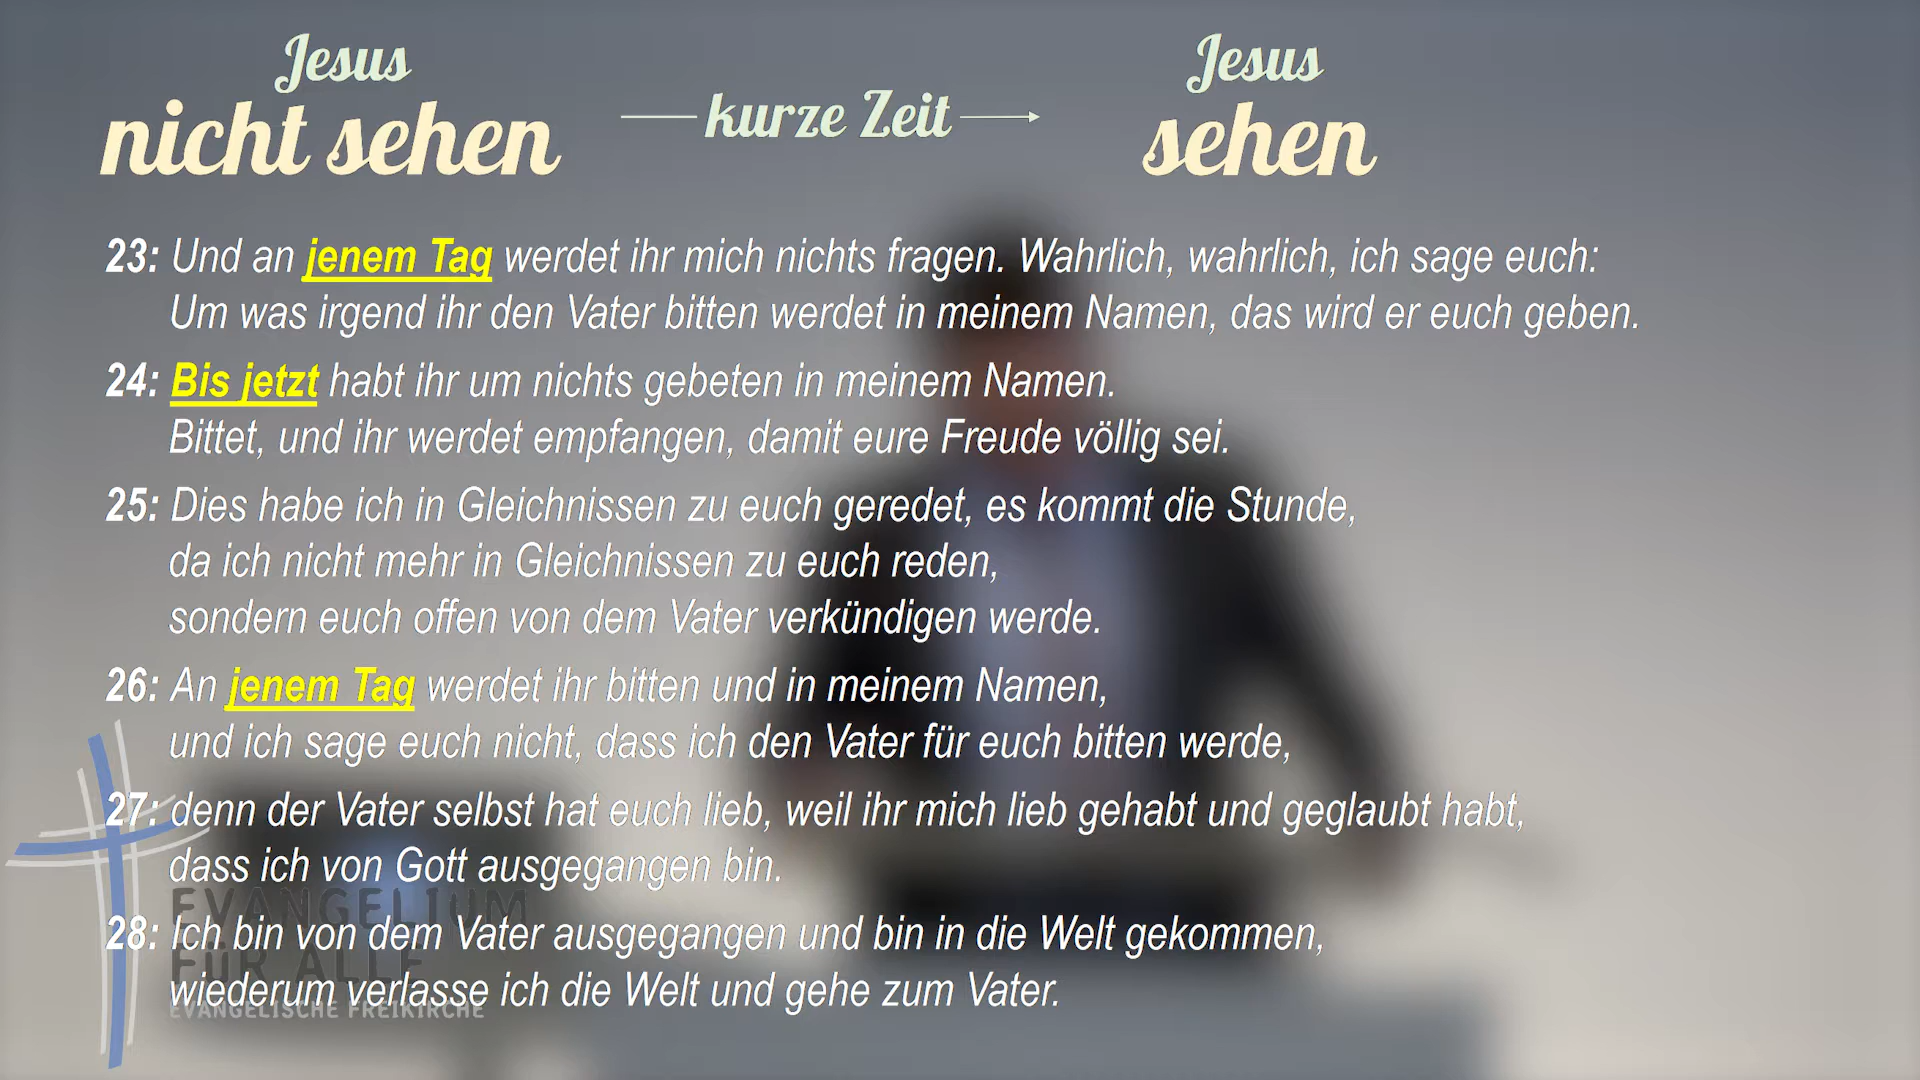 Jesus
nicht sehen
kurze Zeit
Jesus
sehen
23: Und an jenem Tag werdet ihr mich nichts fragen. Wahrlich, wahrlich, ich sage euch:
Um was irgend ihr den Vater bitten werdet in meinem Namen, das wird er euch geben.
24: Bis jetzt habt ihr um nichts gebeten in meinem Namen.
Bittet, und ihr werdet empfangen, damit eure Freude völlig sei.
25: Dies habe ich in Gleichnissen zu euch geredet, es kommt die Stunde,
da ich nicht mehr in Gleichnissen zu euch reden,
sondern euch offen von dem Vater verkündigen werde.
26: An jenem Tag werdet ihr bitten und in meinem Namen,
und ich sage euch nicht, dass ich den Vater für euch bitten werde,
27: denn der Vater selbst hat euch lieb, weil ihr mich lieb gehabt und geglaubt habt,
dass ich von Gott ausgegangen bin.
28: Ich bin von dem Vater ausgegangen und bin in die Welt gekommen,
wiederum verlasse ich die Welt und gehe zum Vater.
EVANGELIUM
FÜR ALLE
EVANGELISCHE FREIKIRCHE